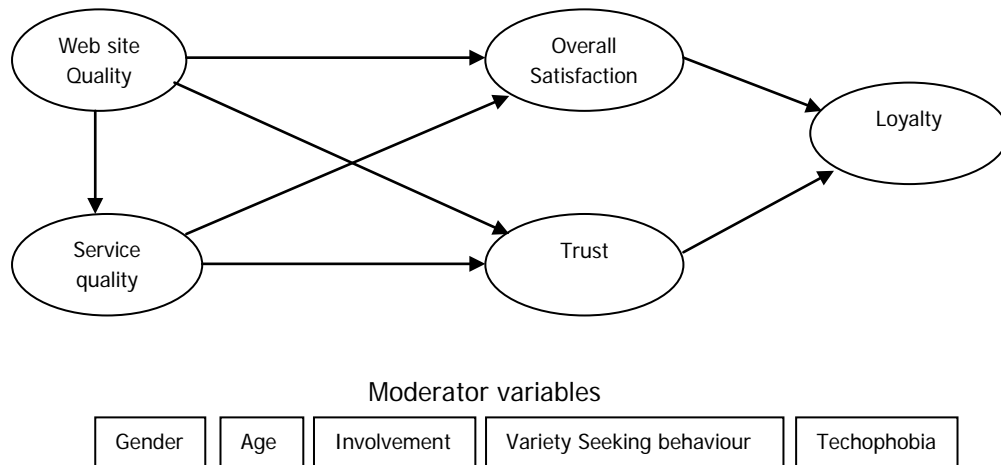 Web site
Quality
Overall
Satisfaction
Loyalty
Service
quality
Trust
Moderator variables
Gender
Age
Involvement
Variety Seeking behaviour
Techophobia